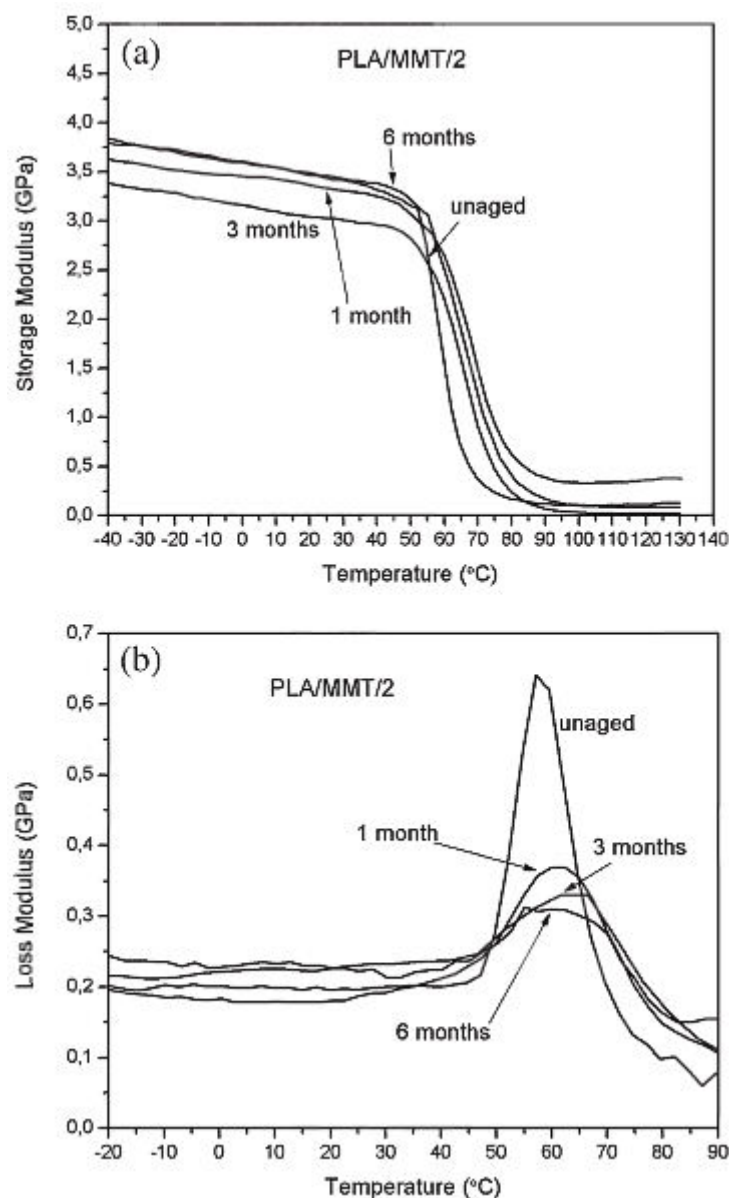 (a)
PLA/MMT/2
Storage Modulus (GPa)
5,0
4,5
4,0
3,5
3,0
2,5
2,0
1,5
1,0
0,5
0,0
6 months
unaged
3 months
1 month
-40 -30 -20 -10 0 10 20 30 40 50 60 70 80 90 100 110 120 130 140
Temperature (°C)
(b)
PLA/MMT/2
Loss Modulus (GPa)
0,7
0,6
0,5
0,4
0,3
0,2
0,1
0,0
unaged
1 month
3 months
6 months
-20 -10 0 10 20 30 40 50 60 70 80 90
Temperature (°C)